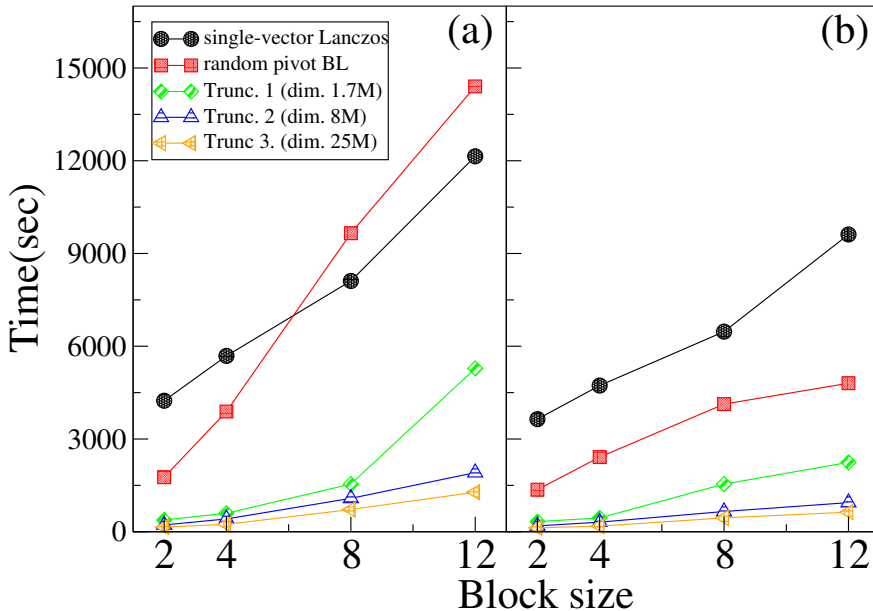 (a)
(b)
single-vector Lanczos
random pivot BL
Trunc. 1 (dim. 1.7M)
Trunc. 2 (dim. 8M)
Trunc 3. (dim. 25M)
15000
12000
9000
6000
3000
0
Time(sec)
2 4 8 12
2 4 8 12
Block size